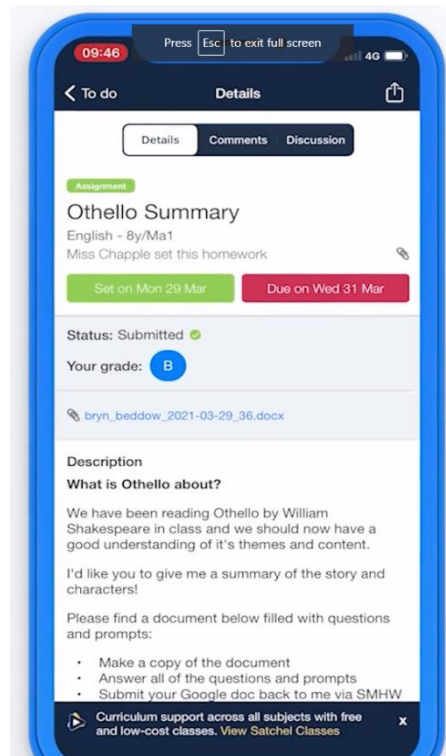 Press Esc to exit full screen
09:46
4G
To do
Details
Details Comments Discussion
Assignment
Othello Summary
English - 8y/Ma1
Miss Chapple set this homework
Set on Mon 29 Mar
Due on Wed 31 Mar
Status: Submitted
Your grade: B
bryn_beddow_2021-03-29_36.docx
Description
What is Othello about?
We have been reading Othello by William
Shakespeare in class and we should now have a
good understanding of it's themes and content.
I'd like you to give me a summary of the story and
characters!
Please find a document below filled with questions
and prompts:
• Make a copy of the document
• Answer all of the questions and prompts
• Submit your Google doc back to me via SMHW
Curriculum support across all subjects with free
and low-cost classes. View Satchel Classes
x